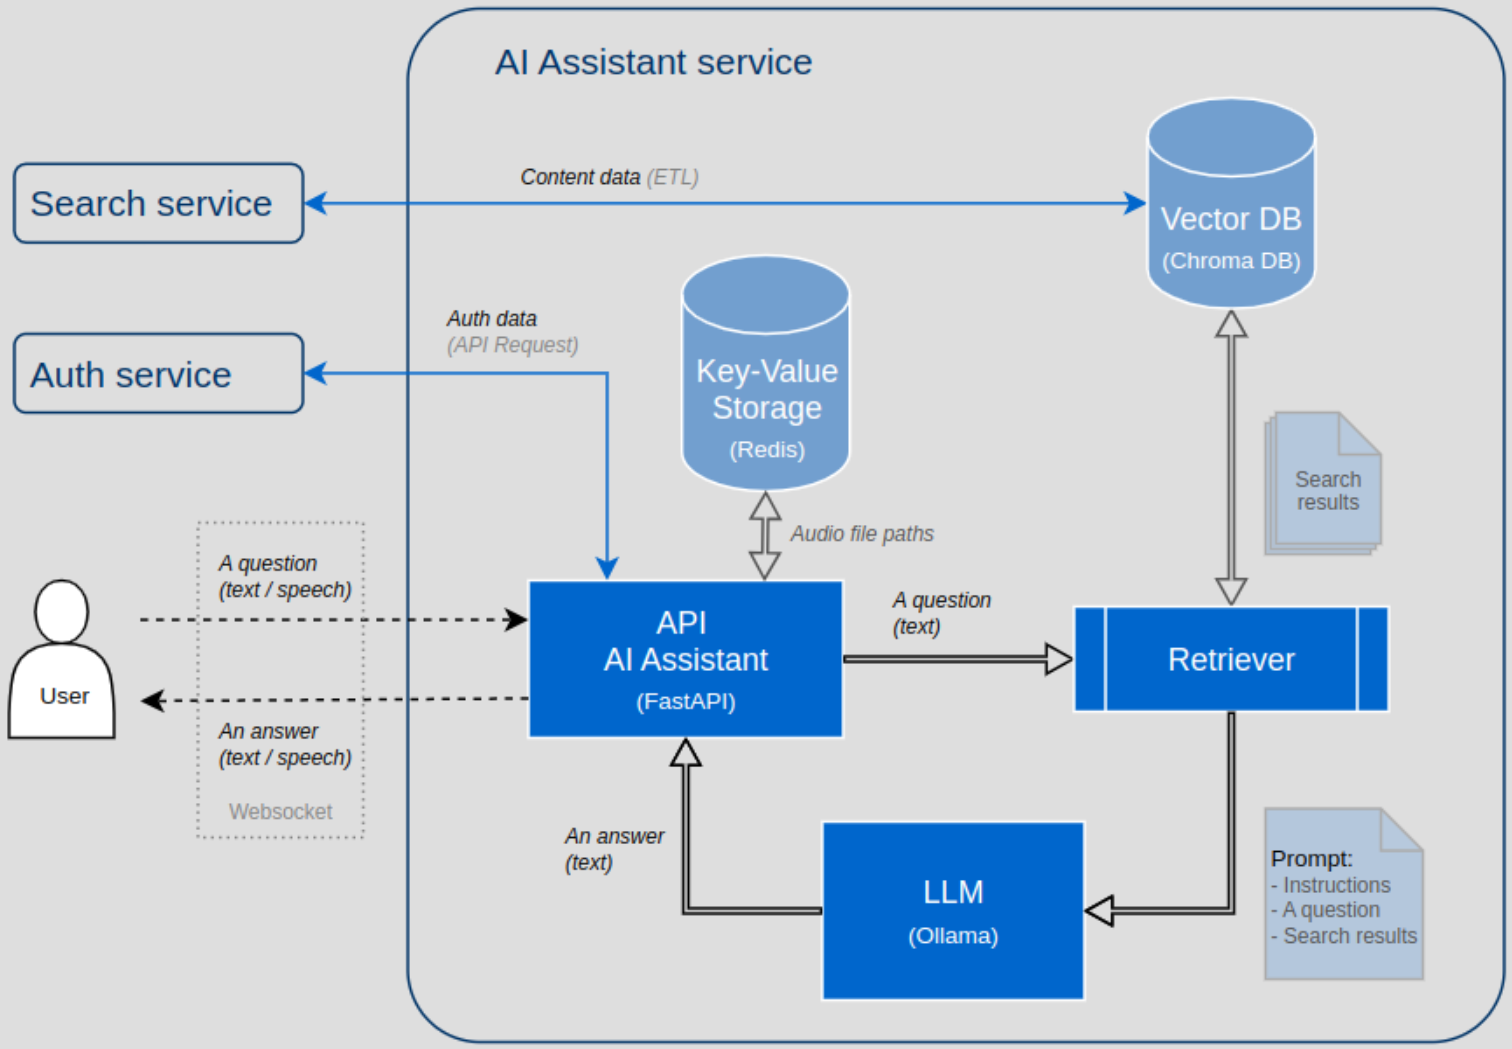 AI Assistant service
Search service
Content data (ETL)
Vector DB
(Chroma DB)
Auth service
Auth data
(API Request)
Key-Value
Storage
(Redis)
Audio file paths
Search
results
User
A question
(text / speech)
An answer
(text / speech)
Websocket
API
AI Assistant
(FastAPI)
A question
(text)
Retriever
An answer
(text)
LLM
(Ollama)
Prompt:
- Instructions
- A question
- Search results